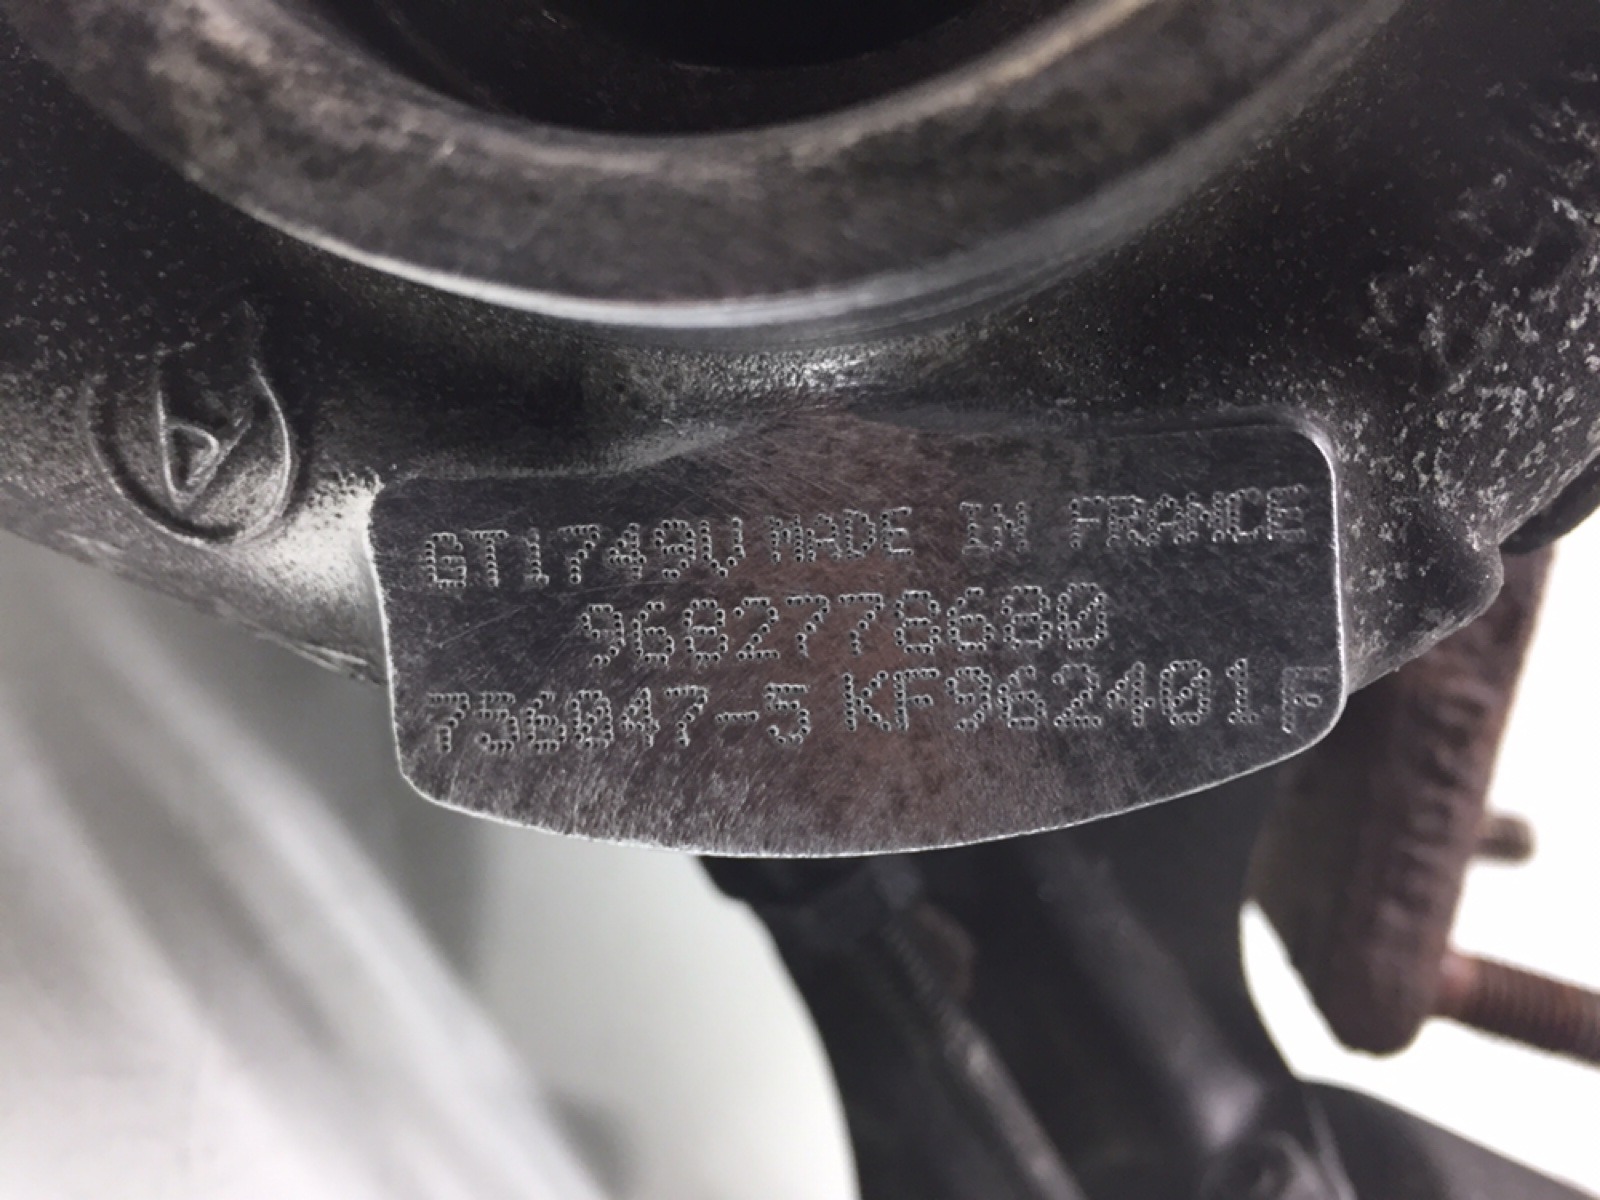 GT1749V MADE IN FRANCE
9682778680
756047-5 KF962401F